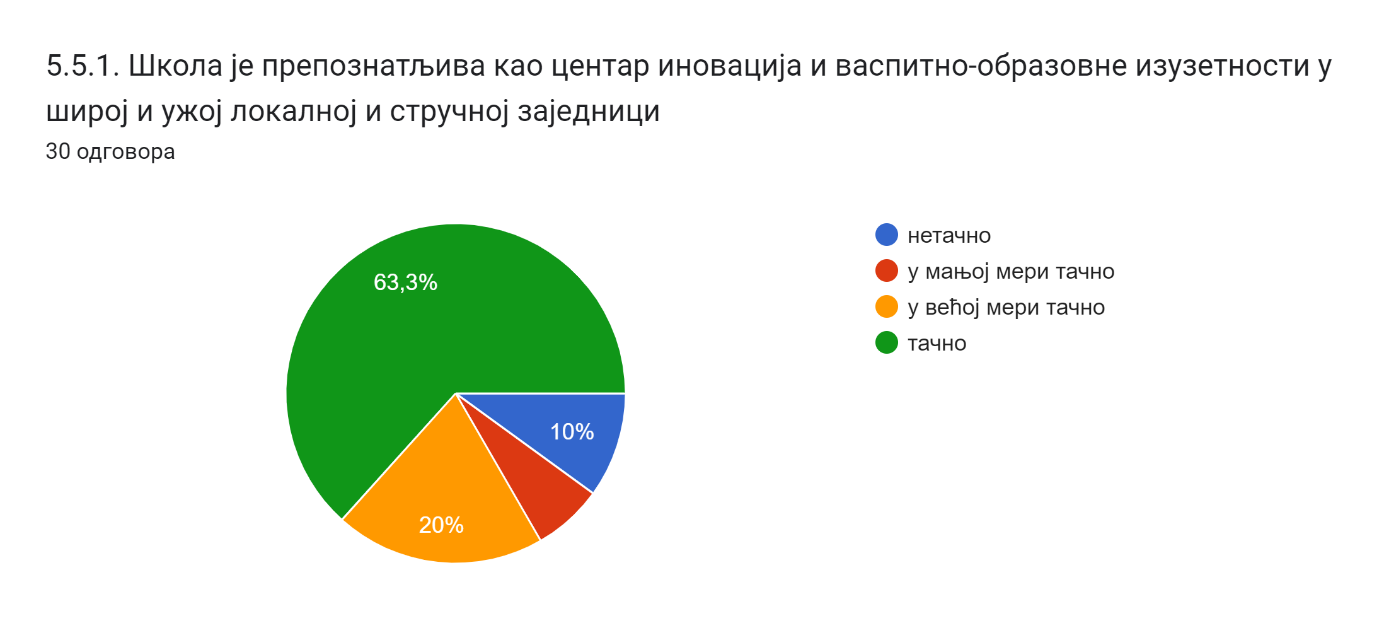 5.5.1. Школа је препознатљива као центар иновација и васпитно-образовне изузетности у
широј и ужој локалној и стручној заједници
30 одговора
нетачно
у мањој мери тачно
у већој мери тачно
тачно
63,3%
10%
20%